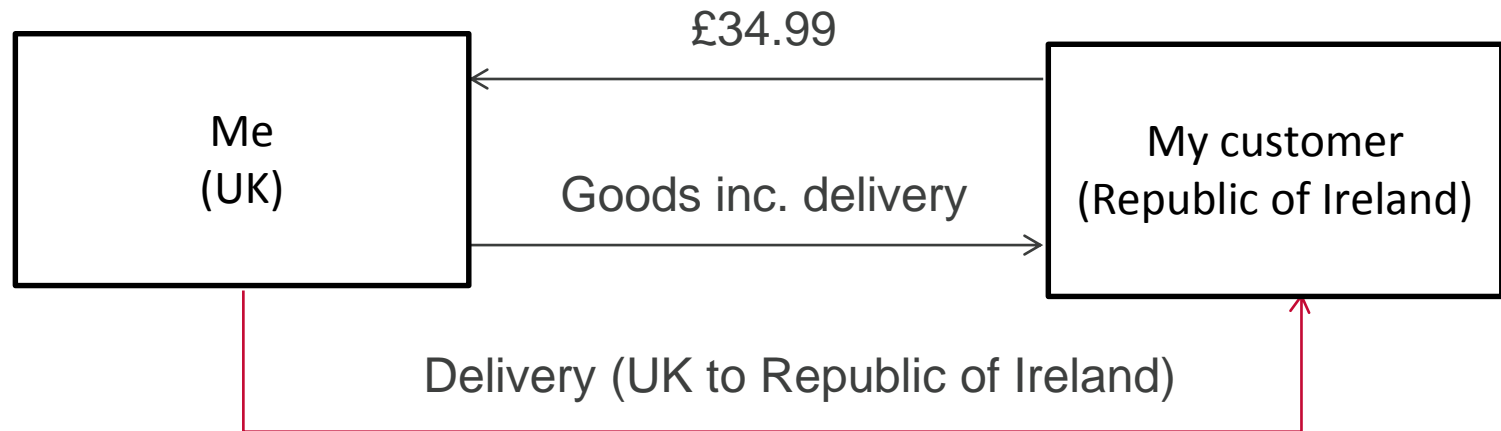 £34.99
Me
(UK)
My customer
(Republic of Ireland)
Goods inc. delivery
Delivery (UK to Republic of Ireland)